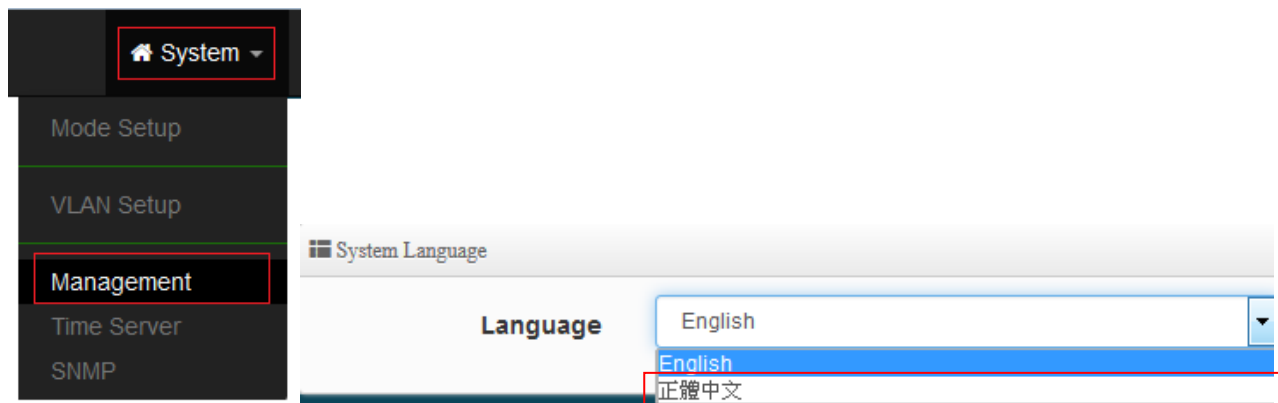 System
Mode Setup
VLAN Setup
Management
Time Server
SNMP
System Language
Language
English
English
正體中文